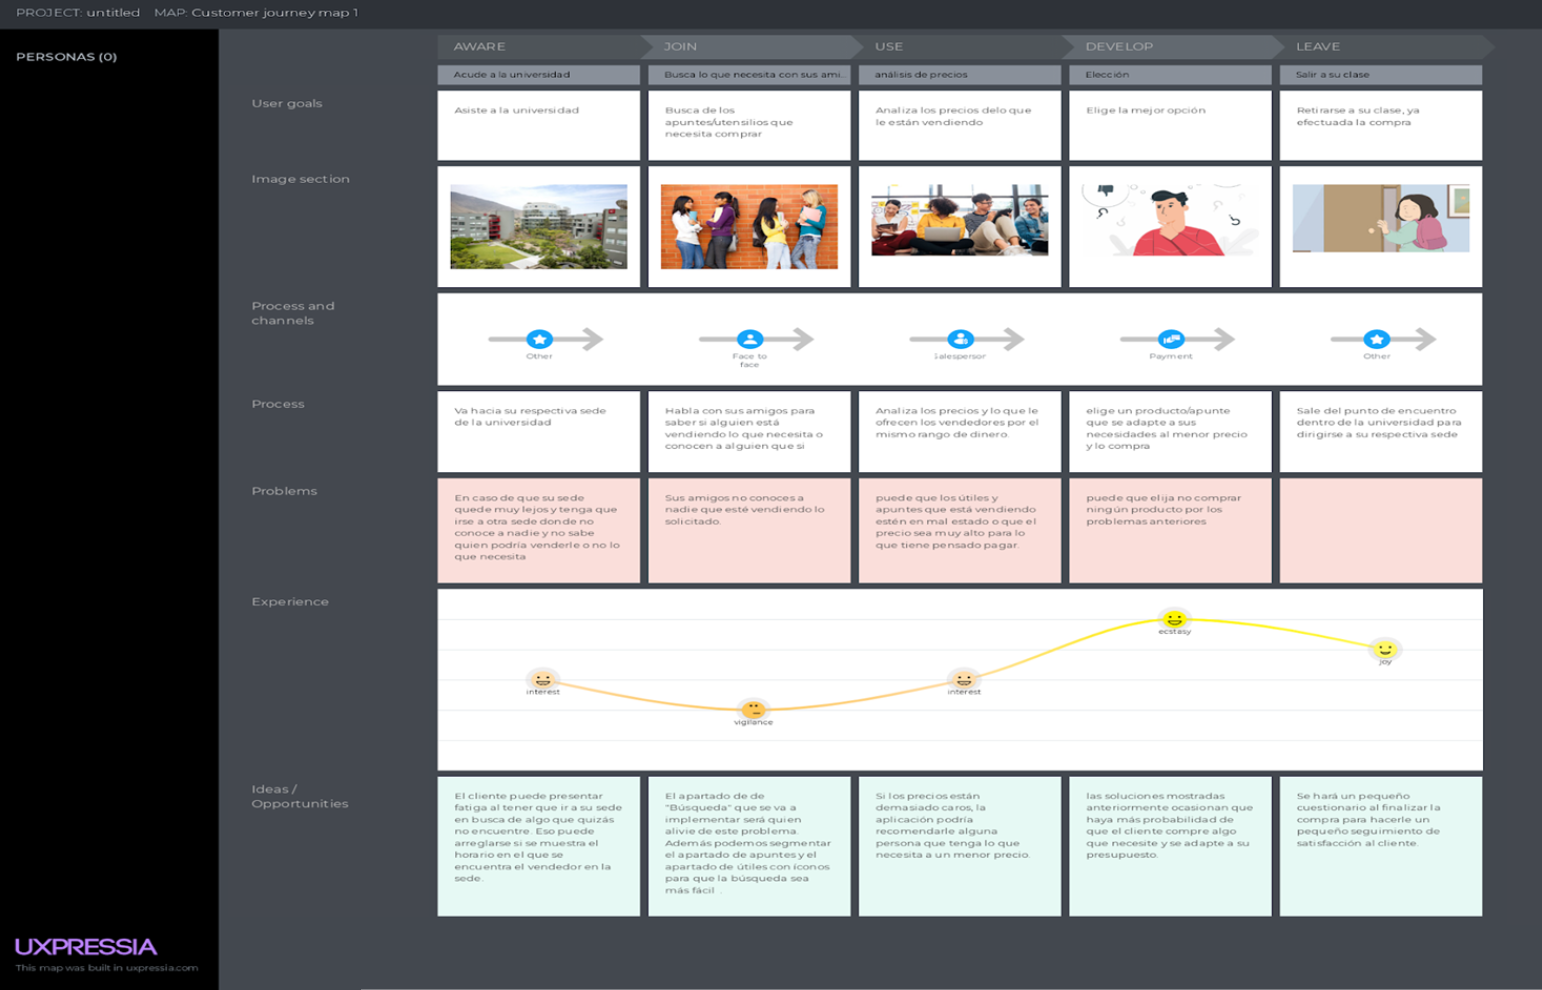 PROJECT: untitled MAP: Customer journey map 1
PERSONAS (0)
AWARE
JOIN
USE
DEVELOP
LEAVE
Acude a la universidad
Busca lo que necesita con sus ami...
análisis de precios
Elección
Salir a su clase
User goals
Asiste a la universidad
Busca de los
apuntes/utensilios que
necesita comprar
Analiza los precios delo que
le están vendiendo
Elige la mejor opción
Retirarse a su clase, ya
efectuada la compra
Image section
Process and
channels
Other
Face to
face
Salesperson
Payment
Other
Process
Va hacia su respectiva sede
de la universidad
Habla con sus amigos para
saber si alguien está
vendiendo lo que necesita o
conocen a alguien que si
Analiza los precios y lo que le
ofrecen los vendedores por el
mismo rango de dinero.
elige un producto/apunte
que se adapte a sus
necesidades al menor precio
y lo compra
Sale del punto de encuentro
dentro de la universidad para
dirigirse a su respectiva sede
Problems
En caso de que su sede
quede muy lejos y tenga que
irse a otra sede donde no
conoce a nadie y no sabe
quien podría venderle o no lo
que necesita
Sus amigos no conoces a
nadie que esté vendiendo lo
solicitado.
puede que los útiles y
apuntes que está vendiendo
estén en mal estado o que el
precio sea muy alto para lo
que tiene pensado pagar.
puede que elija no comprar
ningún producto por los
problemas anteriores
Experience
interest
vigilance
interest
ecstasy
joy
Ideas /
Opportunities
El cliente puede presentar
fatiga al tener que ir a su sede
en busca de algo que quizás
no encuentre. Eso puede
arreglarse si se muestra el
horario en el que se
encuentra el vendedor en la
sede.
El apartado de de
"Búsqueda" que se va a
implementar será quien
alivie de este problema.
Además podemos segmentar
el apartado de apuntes y el
apartado de útiles con íconos
para que la búsqueda sea
más fácil .
Si los precios están
demasiado caros, la
aplicación podría
recomendarle alguna
persona que tenga lo que
necesita a un menor precio.
las soluciones mostradas
anteriormente ocasionan que
haya más probabilidad de
que el cliente compre algo
que necesite y se adapte a su
presupuesto.
Se hará un pequeño
cuestionario al finalizar la
compra para hacerle un
pequeño seguimiento de
satisfacción al cliente.
UXPRESSIA
This map was built in uxpressia.com